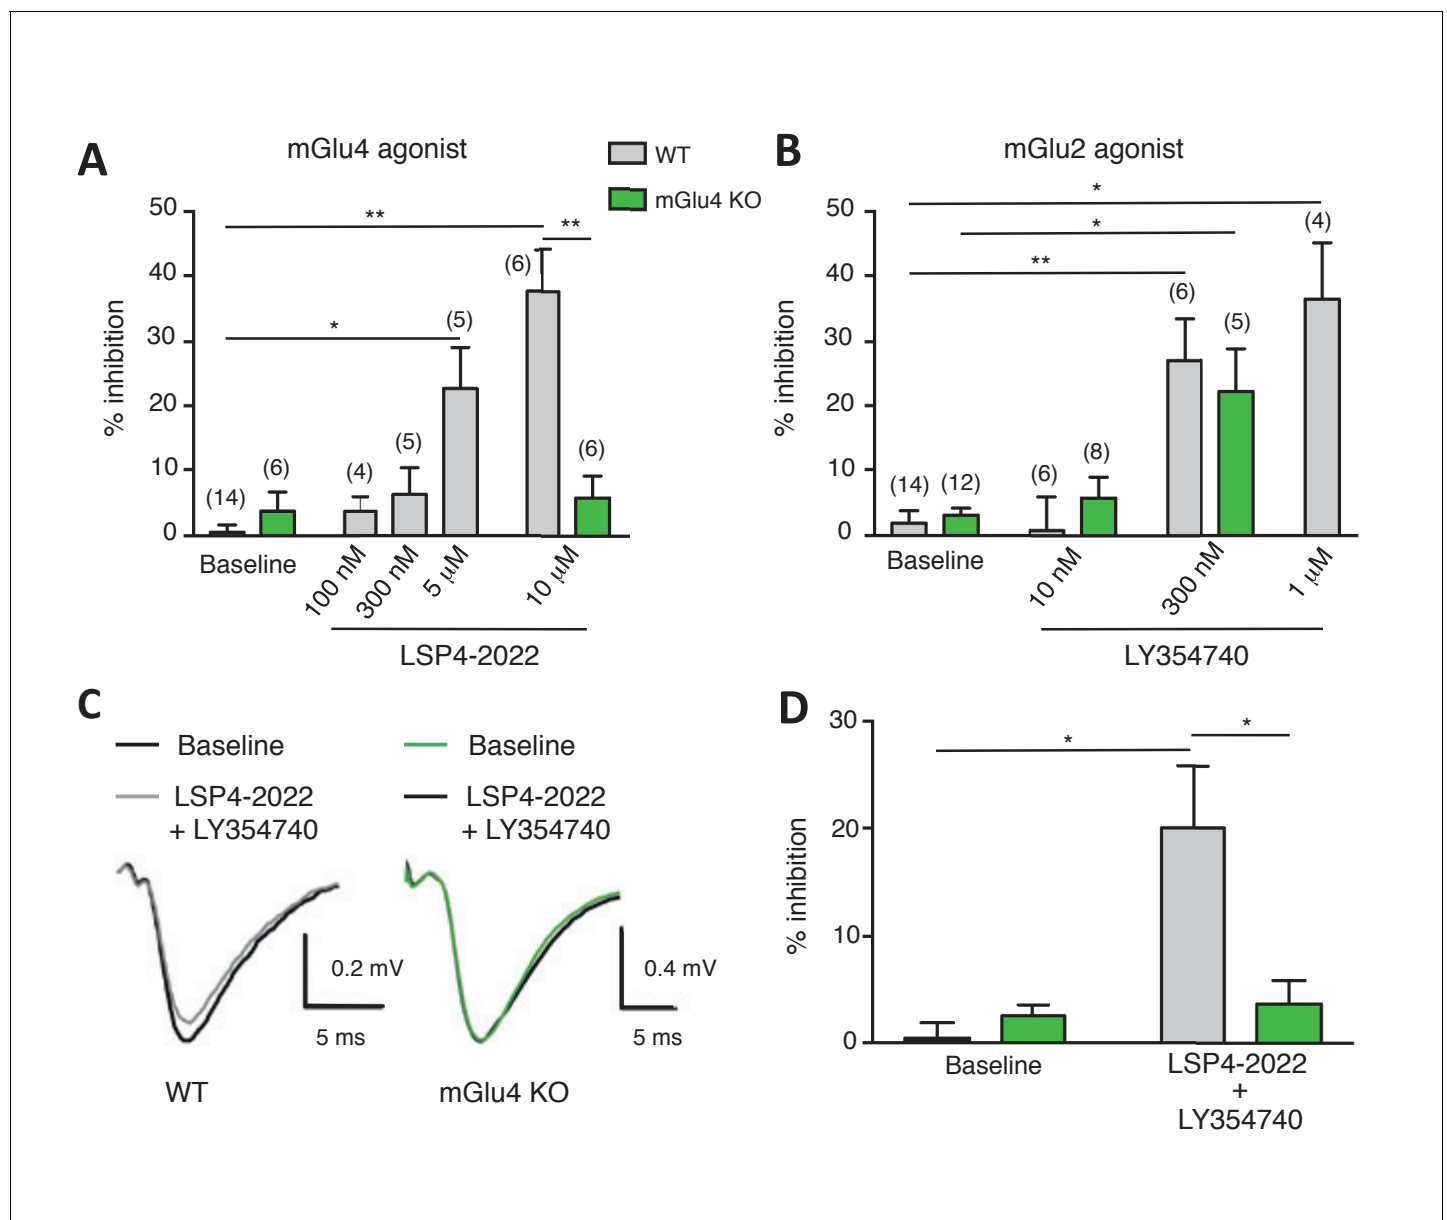 A
mGlu4 agonist
WT
mGlu4 KO
% inhibition
50
40
30
20
10
0
**
**
*
(14)
(6)
(4)
(5)
(5)
(6)
(6)
Baseline
100 nM
300 nM
5 µM
10 µM
LSP4-2022
B
mGlu2 agonist
% inhibition
50
40
30
20
10
0
*
*
**
(14)
(12)
(6)
(8)
(6)
(5)
(4)
Baseline
10 nM
300 nM
1 µM
LY354740
C
Baseline
LSP4-2022
+ LY354740
0.2 mV
5 ms
WT
Baseline
LSP4-2022
+ LY354740
0.4 mV
5 ms
mGlu4 KO
D
% inhibition
30
20
10
0
*
*
Baseline
LSP4-2022
+
LY354740